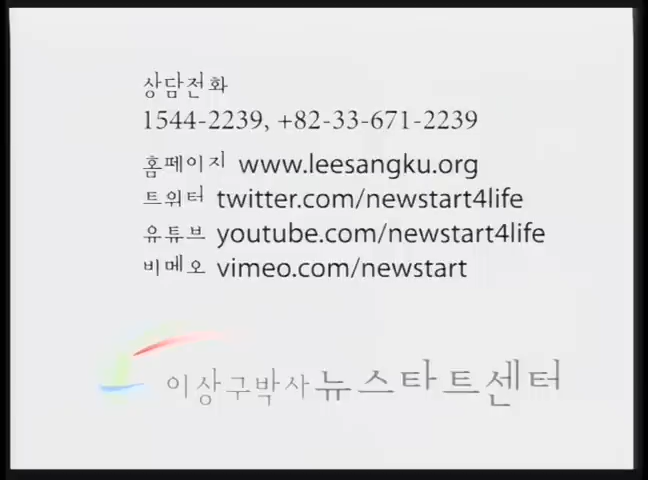 상담전화
1544-2239, +82-33-671-2239
홈페이지 www.leesangku.org
트위터 twitter.com/newstart4life
유튜브 youtube.com/newstart4life
비메오 vimeo.com/newstart
이상구박사뉴스타트센터